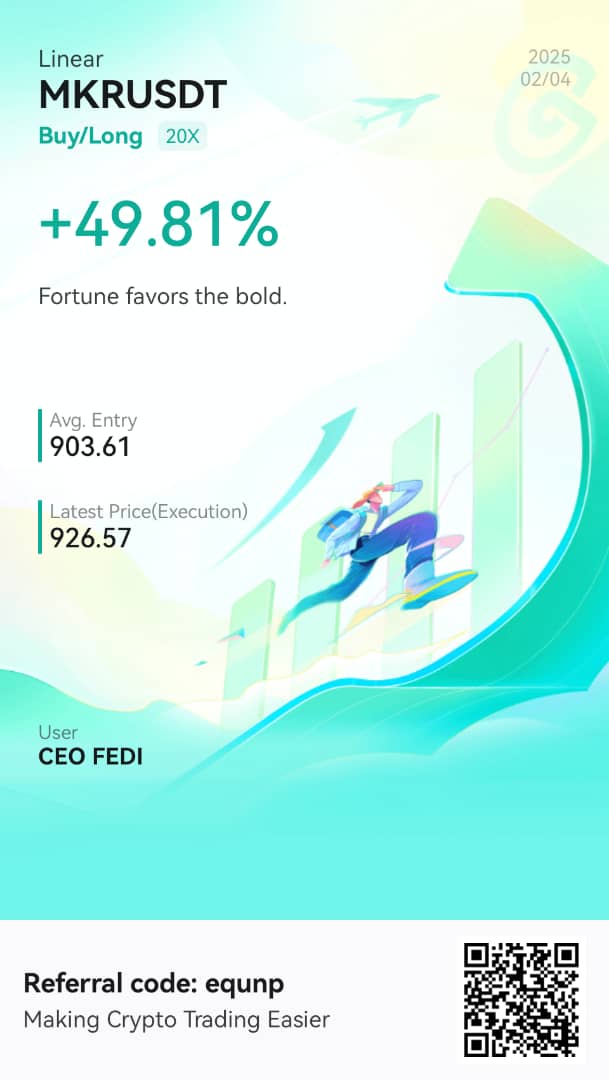 Linear
MKRUSDT
Buy/Long 20X
2025
02/04
+49.81%
Fortune favors the bold.
Avg. Entry
903.61
Latest Price(Execution)
926.57
User
CEO FEDI
Referral code: equnp
Making Crypto Trading Easier